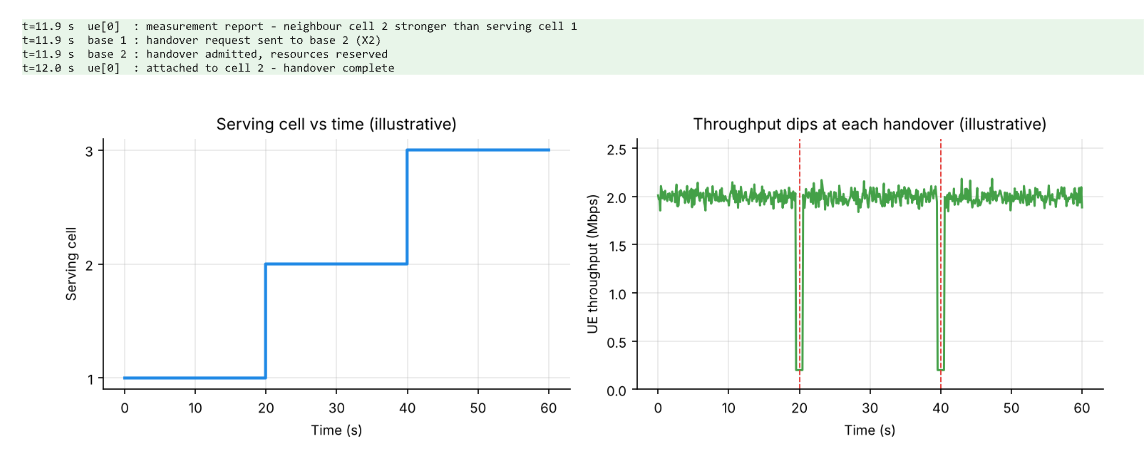 t=11.9 s  ue[0]  : measurement report - neighbour cell 2 stronger than serving cell 1
t=11.9 s  base 1 : handover request sent to base 2 (X2)
t=11.9 s  base 2 : handover admitted, resources reserved
t=12.0 s  ue[0]  : attached to cell 2 - handover complete
Serving cell vs time (illustrative)
3
2
1
Serving cell
0 10 20 30 40 50 60
Time (s)
Throughput dips at each handover (illustrative)
2.5
2.0
1.5
1.0
0.5
0.0
UE throughput (Mbps)
0 10 20 30 40 50 60
Time (s)